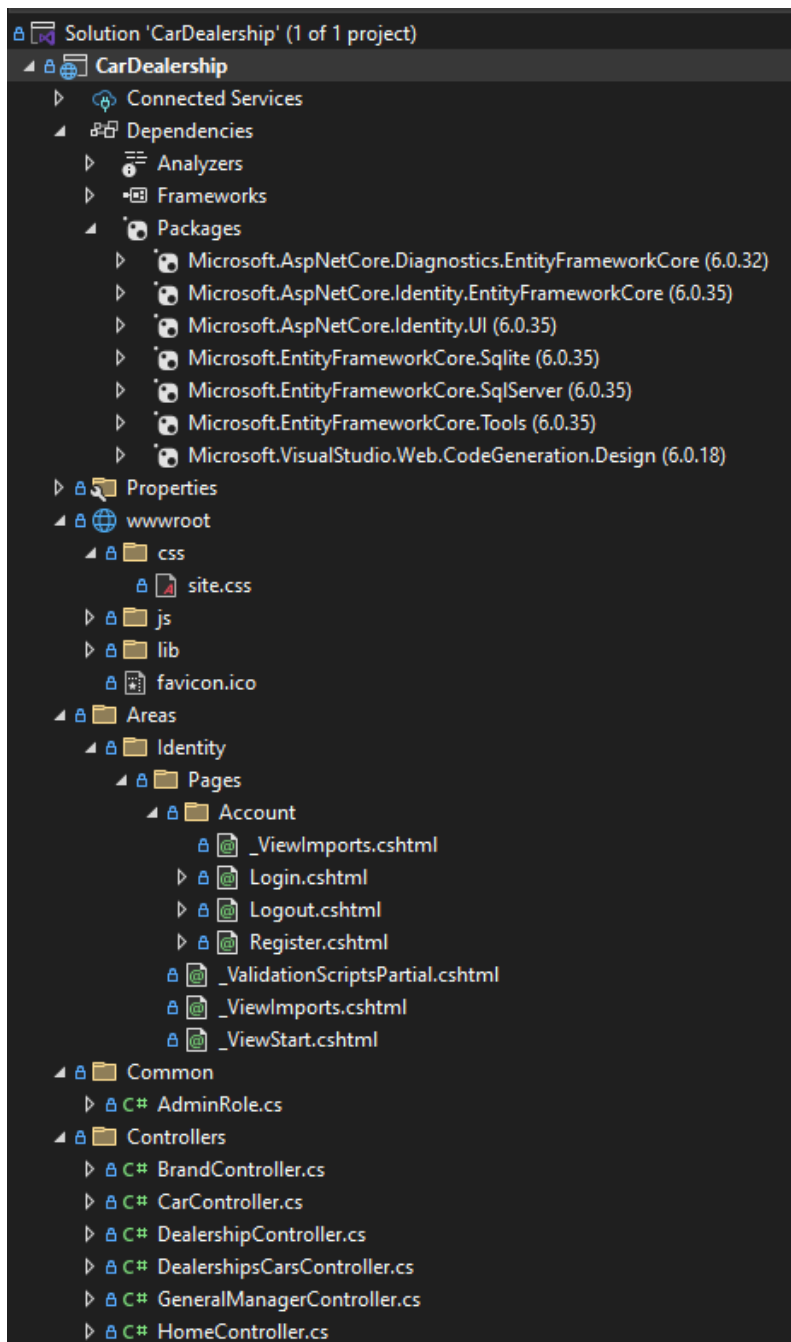 Solution 'CarDealership' (1 of 1 project)
CarDealership
Connected Services
Dependencies
Analyzers
Frameworks
Packages
Microsoft.AspNetCore.Diagnostics.EntityFrameworkCore (6.0.32)
Microsoft.AspNetCore.Identity.EntityFrameworkCore (6.0.35)
Microsoft.AspNetCore.Identity.UI (6.0.35)
Microsoft.EntityFrameworkCore.Sqlite (6.0.35)
Microsoft.EntityFrameworkCore.SqlServer (6.0.35)
Microsoft.EntityFrameworkCore.Tools (6.0.35)
Microsoft.VisualStudio.Web.CodeGeneration.Design (6.0.18)
Properties
wwwroot
css
site.css
js
lib
favicon.ico
Areas
Identity
Pages
Account
_ViewImports.cshtml
Login.cshtml
Logout.cshtml
Register.cshtml
_ValidationScriptsPartial.cshtml
_ViewImports.cshtml
_ViewStart.cshtml
Common
C# AdminRole.cs
Controllers
C# BrandController.cs
C# CarController.cs
C# DealershipController.cs
C# DealershipsCarsController.cs
C# GeneralManagerController.cs
C# HomeController.cs